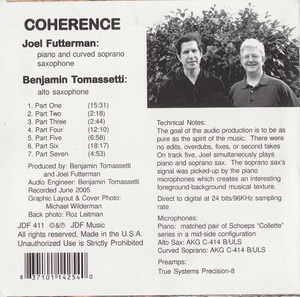 COHERENCE
Joel Futterman:
piano and curved soprano
saxophone
Benjamin Tomassetti:
alto saxophone
1. Part One (15:31)
2. Part Two (2:18)
3. Part Three (2:44)
4. Part Four (12:10)
5. Part Five (6:58)
6. Part Six (18:17)
7. Part Seven (4:53)
Produced by: Benjamin Tomassetti
and Joel Futterman
Audio Engineer: Benjamin Tomassetti
Recorded June 2005
Graphic Layout & Cover Photo:
Michael Wilderman
Back photo: Roz Leitman
JDF 411 ©℗ JDF Music
All Rights Reserved. Made in the U.S.A.
Unauthorized Use is Strictly Prohibited
8 37101 14254 0
Technical Notes:
The goal of the audio production is to be as
pure as the spirit of the music. There were
no edits, overdubs, fixes, or second takes
On track five, Joel simultaneously plays
piano and soprano sax. The soprano sax's
signal was picked-up by the piano
microphones which creates an interesting
foreground-background musical texture.
Direct to digital at 24 bits/96KHz sampling
rate
Microphones:
Piano: matched pair of Schoeps "Collette"
series in a mid-side configuration
Alto Sax: AKG C-414 B/ULS
Curved Soprano: AKG C-414 B/ULS
Preamps:
True Systems Precision-8